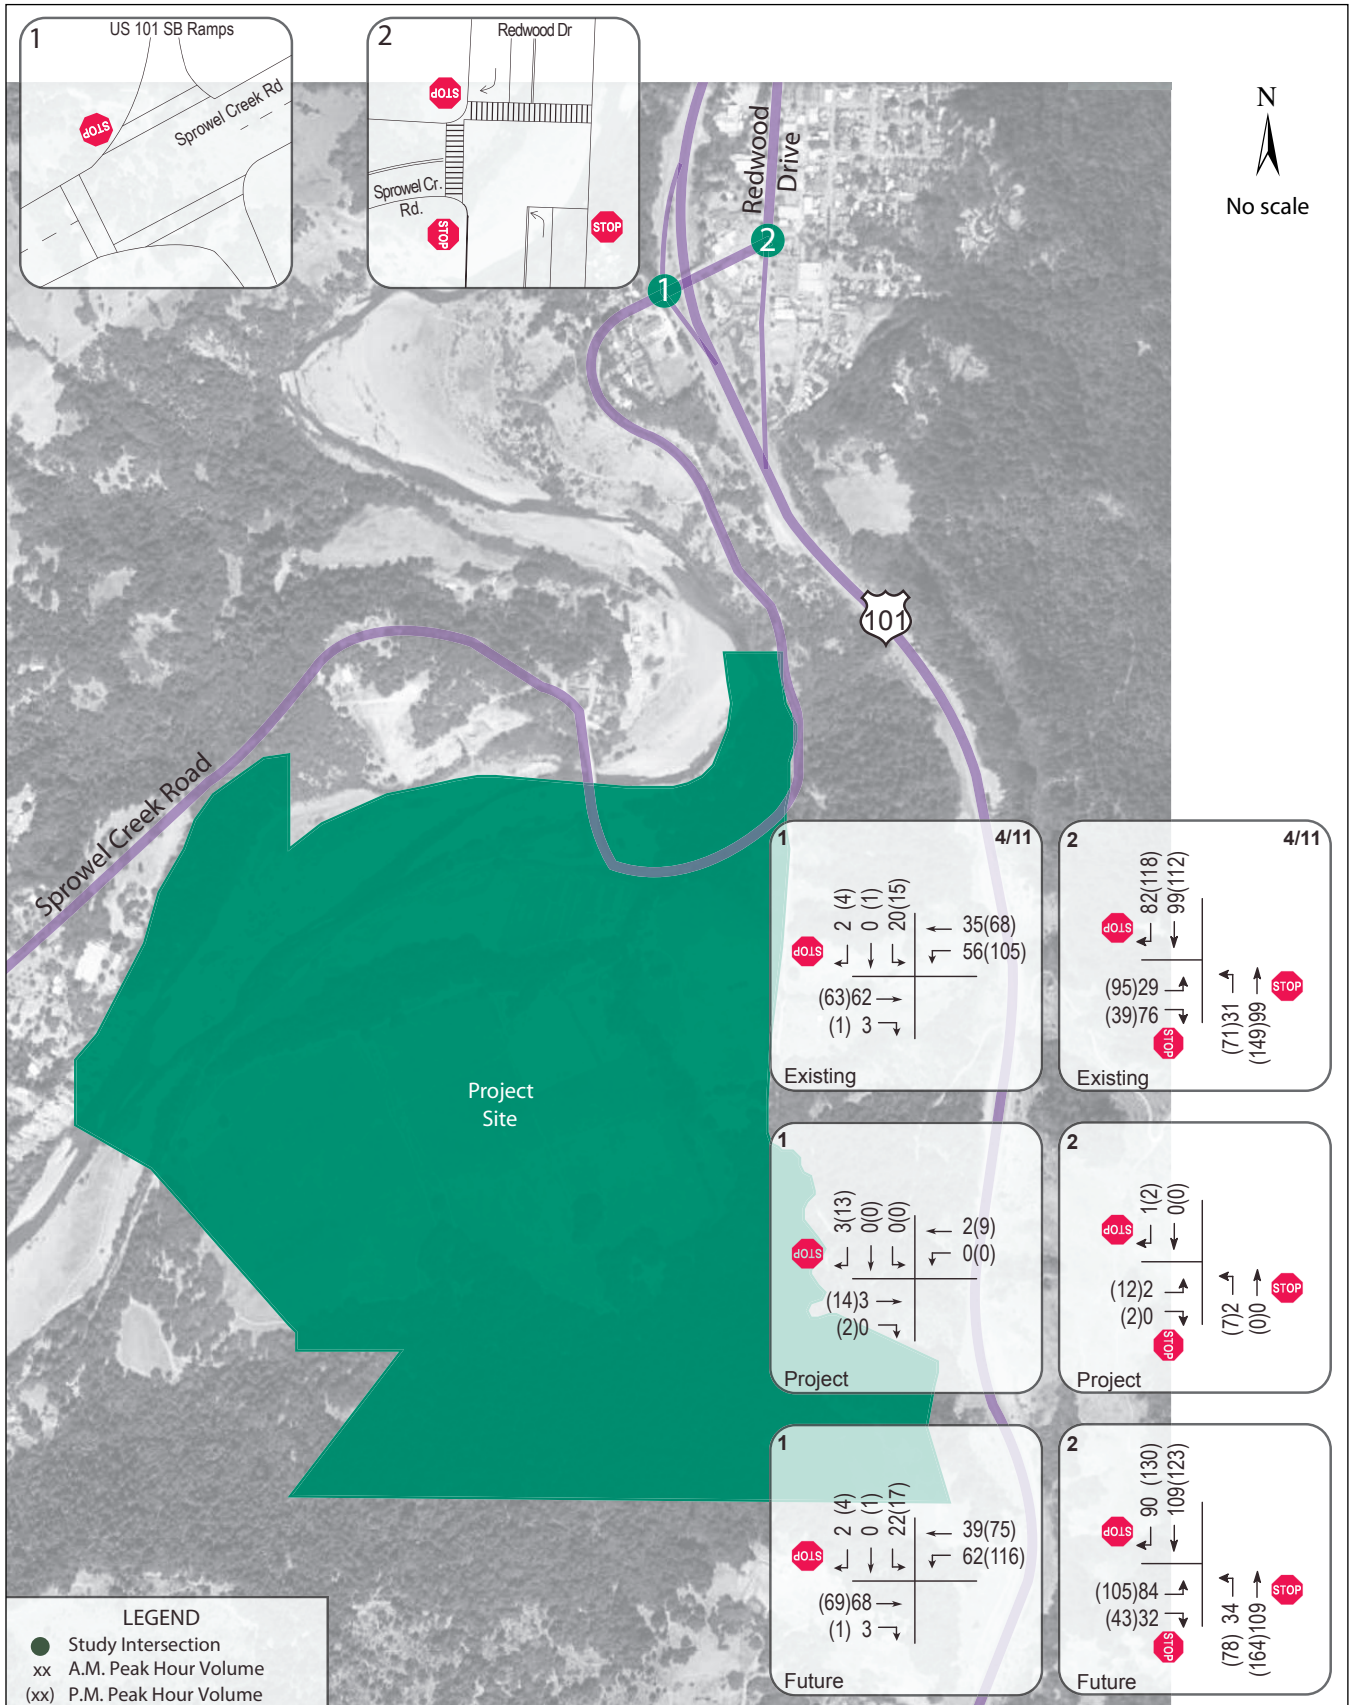 1
US 101 SB Ramps
STOP
Sprowel Creek Rd
2
Redwood Dr
STOP
Sprowel Cr.
Rd.
STOP
STOP
N
No scale
Redwood
Drive
2
1
101
Sprowel Creek Road
Project
Site
1 4/11
2 (4)
0 (1)
20(15)
STOP
35(68)
56(105)
(63)62
(1) 3
Existing
2 4/11
82(118)
99(112)
STOP
(95)29
(39)76
STOP
(71)31
(149)99
STOP
Existing
1
3(13)
0(0)
0(0)
STOP
2(9)
0(0)
(14)3
(2)0
Project
2
1(2)
0(0)
STOP
(12)2
(2)0
STOP
(7)2
(0)0
STOP
Project
1
2 (4)
0 (1)
22(17)
STOP
39(75)
62(116)
(69)68
(1) 3
Future
2
90 (130)
109(123)
STOP
(105)84
(43)32
STOP
(78) 34
(164)109
STOP
Future
LEGEND
Study Intersection
xx A.M. Peak Hour Volume
(xx) P.M. Peak Hour Volume